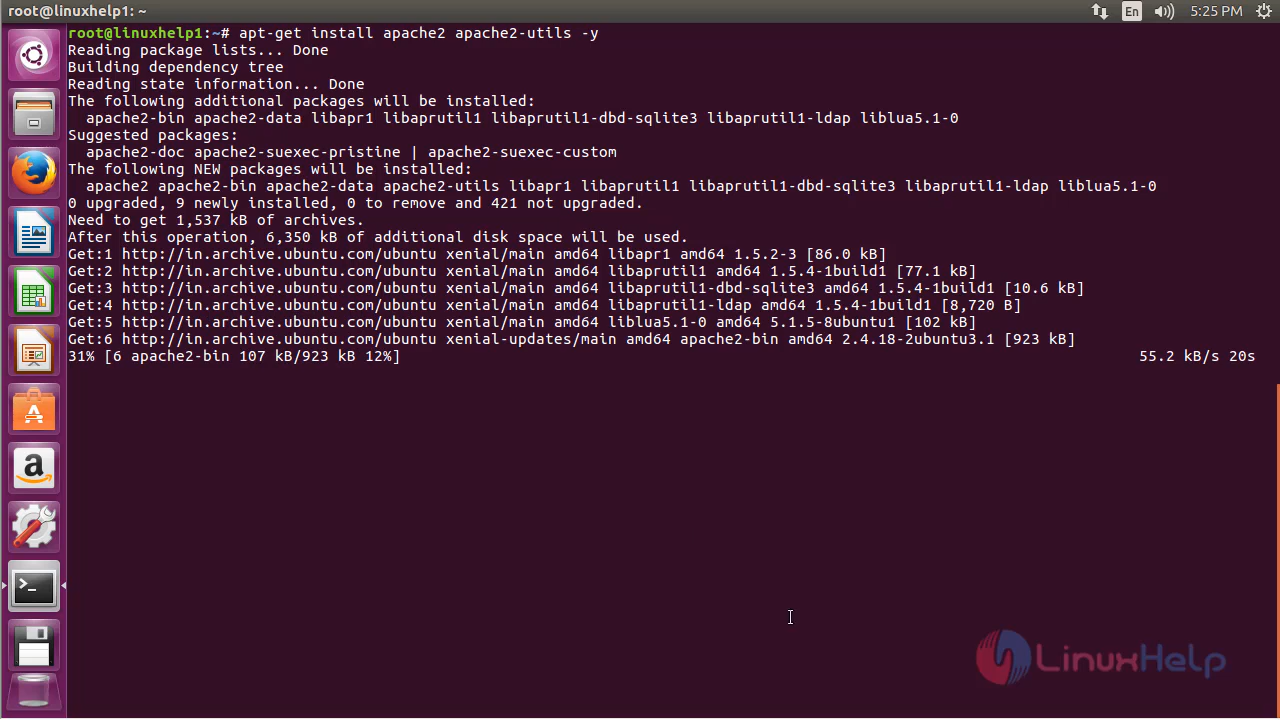 root@linuxhelp1: ~
En
5:25 PM
root@linuxhelp1:~# apt-get install apache2 apache2-utils -y
Reading package lists... Done
Building dependency tree
Reading state information... Done
The following additional packages will be installed:
  apache2-bin apache2-data libapr1 libaprutil1 libaprutil1-dbd-sqlite3 libaprutil1-ldap liblua5.1-0
Suggested packages:
  apache2-doc apache2-suexec-pristine | apache2-suexec-custom
The following NEW packages will be installed:
  apache2 apache2-bin apache2-data apache2-utils libapr1 libaprutil1 libaprutil1-dbd-sqlite3 libaprutil1-ldap liblua5.1-0
0 upgraded, 9 newly installed, 0 to remove and 421 not upgraded.
Need to get 1,537 kB of archives.
After this operation, 6,350 kB of additional disk space will be used.
Get:1 http://in.archive.ubuntu.com/ubuntu xenial/main amd64 libapr1 amd64 1.5.2-3 [86.0 kB]
Get:2 http://in.archive.ubuntu.com/ubuntu xenial/main amd64 libaprutil1 amd64 1.5.4-1build1 [77.1 kB]
Get:3 http://in.archive.ubuntu.com/ubuntu xenial/main amd64 libaprutil1-dbd-sqlite3 amd64 1.5.4-1build1 [10.6 kB]
Get:4 http://in.archive.ubuntu.com/ubuntu xenial/main amd64 libaprutil1-ldap amd64 1.5.4-1build1 [8,720 B]
Get:5 http://in.archive.ubuntu.com/ubuntu xenial/main amd64 liblua5.1-0 amd64 5.1.5-8ubuntu1 [102 kB]
Get:6 http://in.archive.ubuntu.com/ubuntu xenial-updates/main amd64 apache2-bin amd64 2.4.18-2ubuntu3.1 [923 kB]
31% [6 apache2-bin 107 kB/923 kB 12%] 55.2 kB/s 20s
LinuxHelp